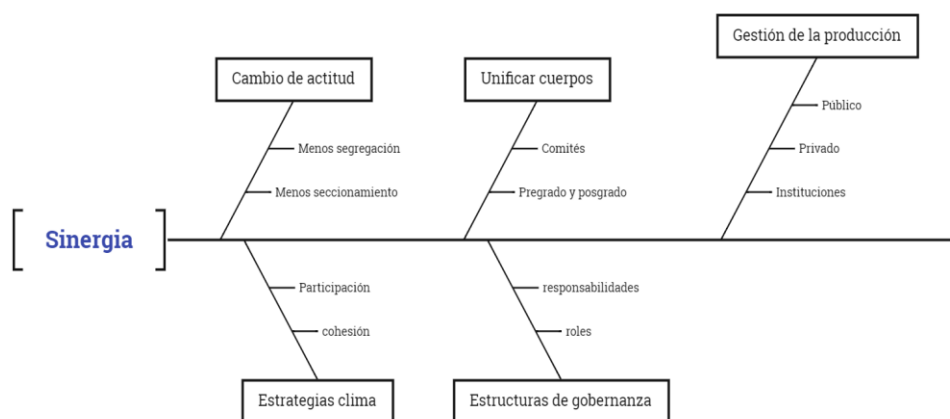 Gestión de la producción
Cambio de actitud
Unificar cuerpos
Público
Menos segregación
Comités
Privado
Menos seccionamiento
Pregrado y posgrado
Instituciones
Sinergia
Participación
responsabilidades
cohesión
roles
Estrategias clima
Estructuras de gobernanza